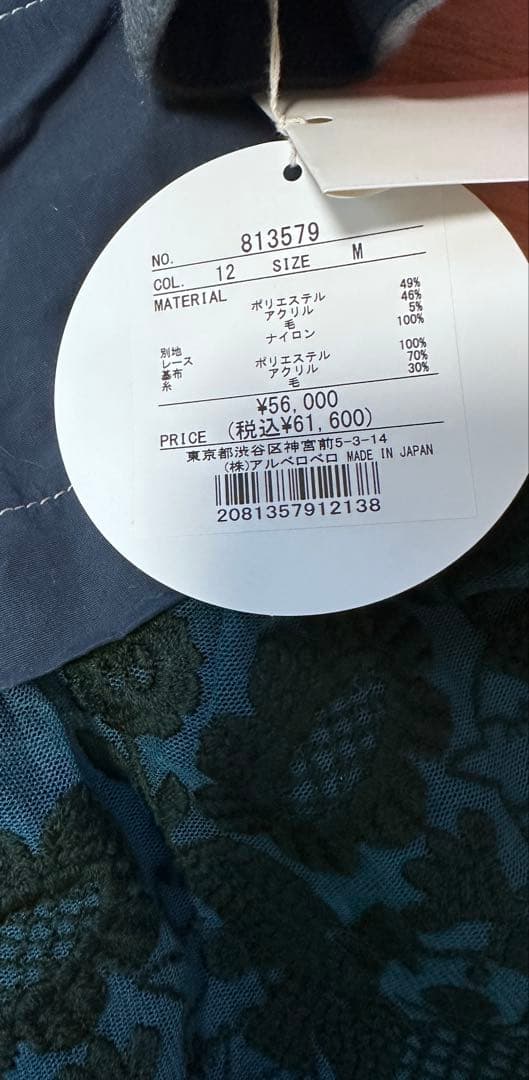 NO. 813579
COL. 12 SIZE M
MATERIAL
ポリエステル 49%
アクリル 46%
毛 5%
別地 ナイロン 100%
レース
基布 ポリエステル 100%
糸 アクリル 70%
毛 30%
¥56,000
PRICE (税込¥61,600)
東京都渋谷区神宮前5-3-14
(株)アルベロベロ MADE IN JAPAN
2081357912138